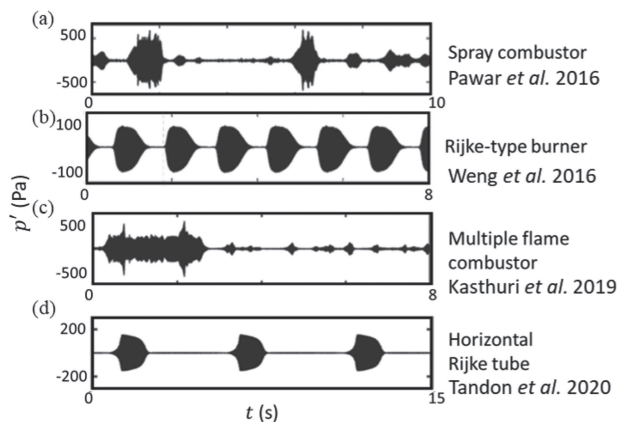 (a)
500
-500
0
10
Spray combustor
Pawar et al. 2016
(b)
100
-100
0
8
Rijke-type burner
Weng et al. 2016
(c)
500
-500
0
8
Multiple flame
combustor
Kasthuri et al. 2019
(d)
200
-200
0
15
Horizontal
Rijke tube
Tandon et al. 2020
p′ (Pa)
t (s)